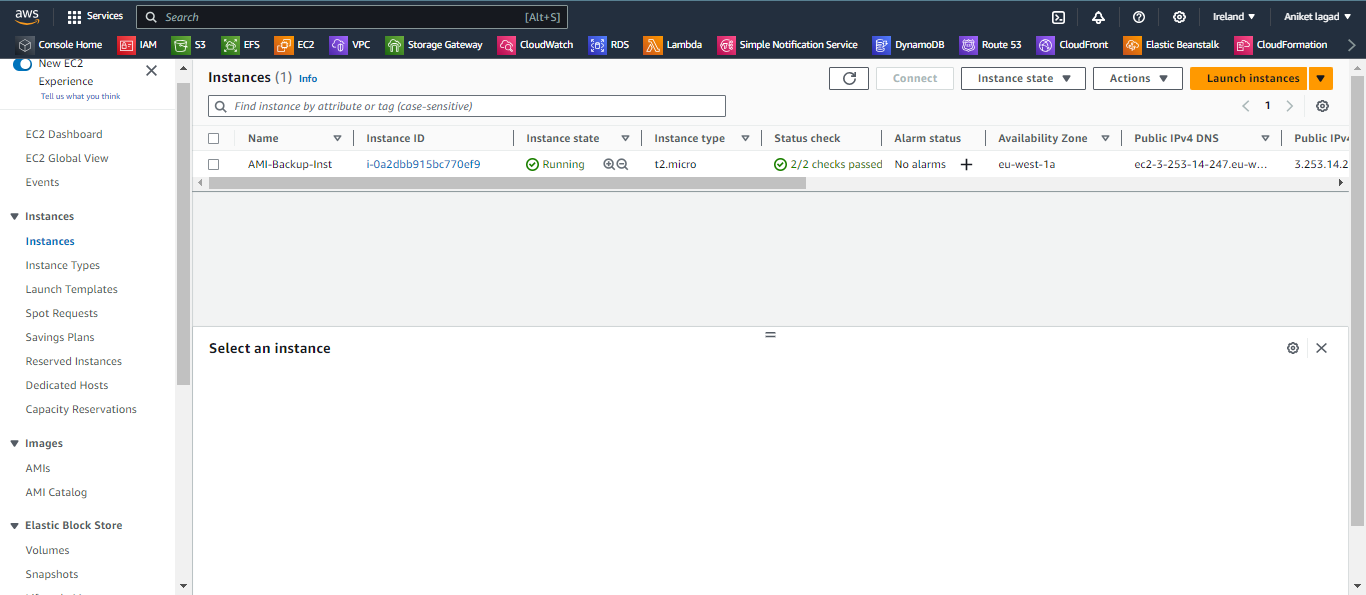 aws Services Search [Alt+S] Ireland ▼ Aniket lagad ▼
Console Home IAM S3 EFS EC2 VPC Storage Gateway CloudWatch RDS Lambda Simple Notification Service DynamoDB Route 53 CloudFront Elastic Beanstalk CloudFormation
New EC2
Experience
Tell us what you think
EC2 Dashboard
EC2 Global View
Events
Instances
Instances
Instance Types
Launch Templates
Spot Requests
Savings Plans
Reserved Instances
Dedicated Hosts
Capacity Reservations
Images
AMIs
AMI Catalog
Elastic Block Store
Volumes
Snapshots
Instances (1) Info
Connect Instance state ▼ Actions ▼ Launch instances ▼
Find instance by attribute or tag (case-sensitive)
1
Name Instance ID Instance state Instance type Status check Alarm status Availability Zone Public IPv4 DNS Public IPv4
AMI-Backup-Inst i-0a2dbb915bc770ef9 Running t2.micro 2/2 checks passed No alarms + eu-west-1a ec2-3-253-14-247.eu-w... 3.253.14.2
Select an instance